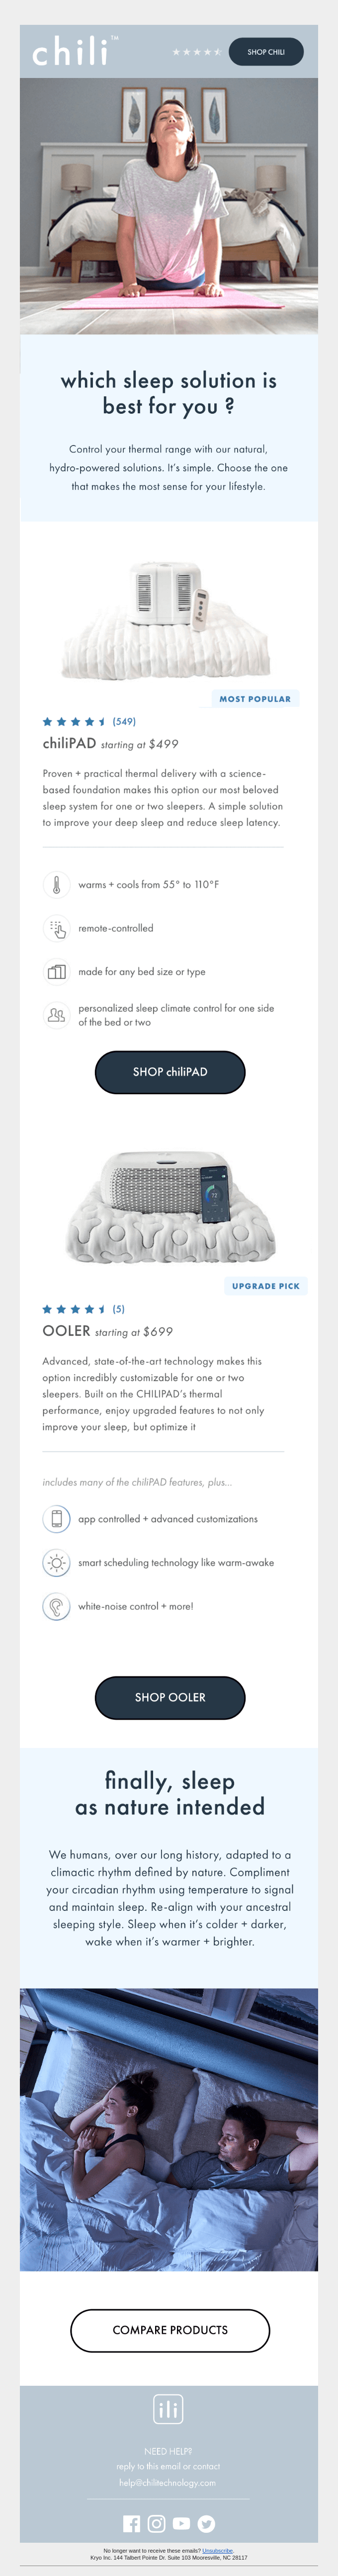 chili™
SHOP CHILI
which sleep solution is
best for you ?
Control your thermal range with our natural,
hydro-powered solutions. It's simple. Choose the one
that makes the most sense for your lifestyle.
MOST POPULAR
(549)
chiliPAD starting at $499
Proven + practical thermal delivery with a science-
based foundation makes this option our most beloved
sleep system for one or two sleepers. A simple solution
to improve your deep sleep and reduce sleep latency.
warms + cools from 55° to 110°F
remote-controlled
made for any bed size or type
personalized sleep climate control for one side
of the bed or two
SHOP chiliPAD
UPGRADE PICK
(5)
OOLER starting at $699
Advanced, state-of-the-art technology makes this
option incredibly customizable for one or two
sleepers. Built on the CHILIPAD's thermal
performance, enjoy upgraded features to not only
improve your sleep, but optimize it
includes many of the chiliPAD features, plus...
app controlled + advanced customizations
smart scheduling technology like warm-awake
white-noise control + more!
SHOP OOLER
finally, sleep
as nature intended
We humans, over our long history, adapted to a
climactic rhythm defined by nature. Compliment
your circadian rhythm using temperature to signal
and maintain sleep. Re-align with your ancestral
sleeping style. Sleep when it's colder + darker,
wake when it's warmer + brighter.
COMPARE PRODUCTS
ili
NEED HELP?
reply to this email or contact
help@chilitechnology.com
No longer want to receive these emails? Unsubscribe.
Kryo Inc. 144 Talbert Pointe Dr. Suite 103 Mooresville, NC 28117